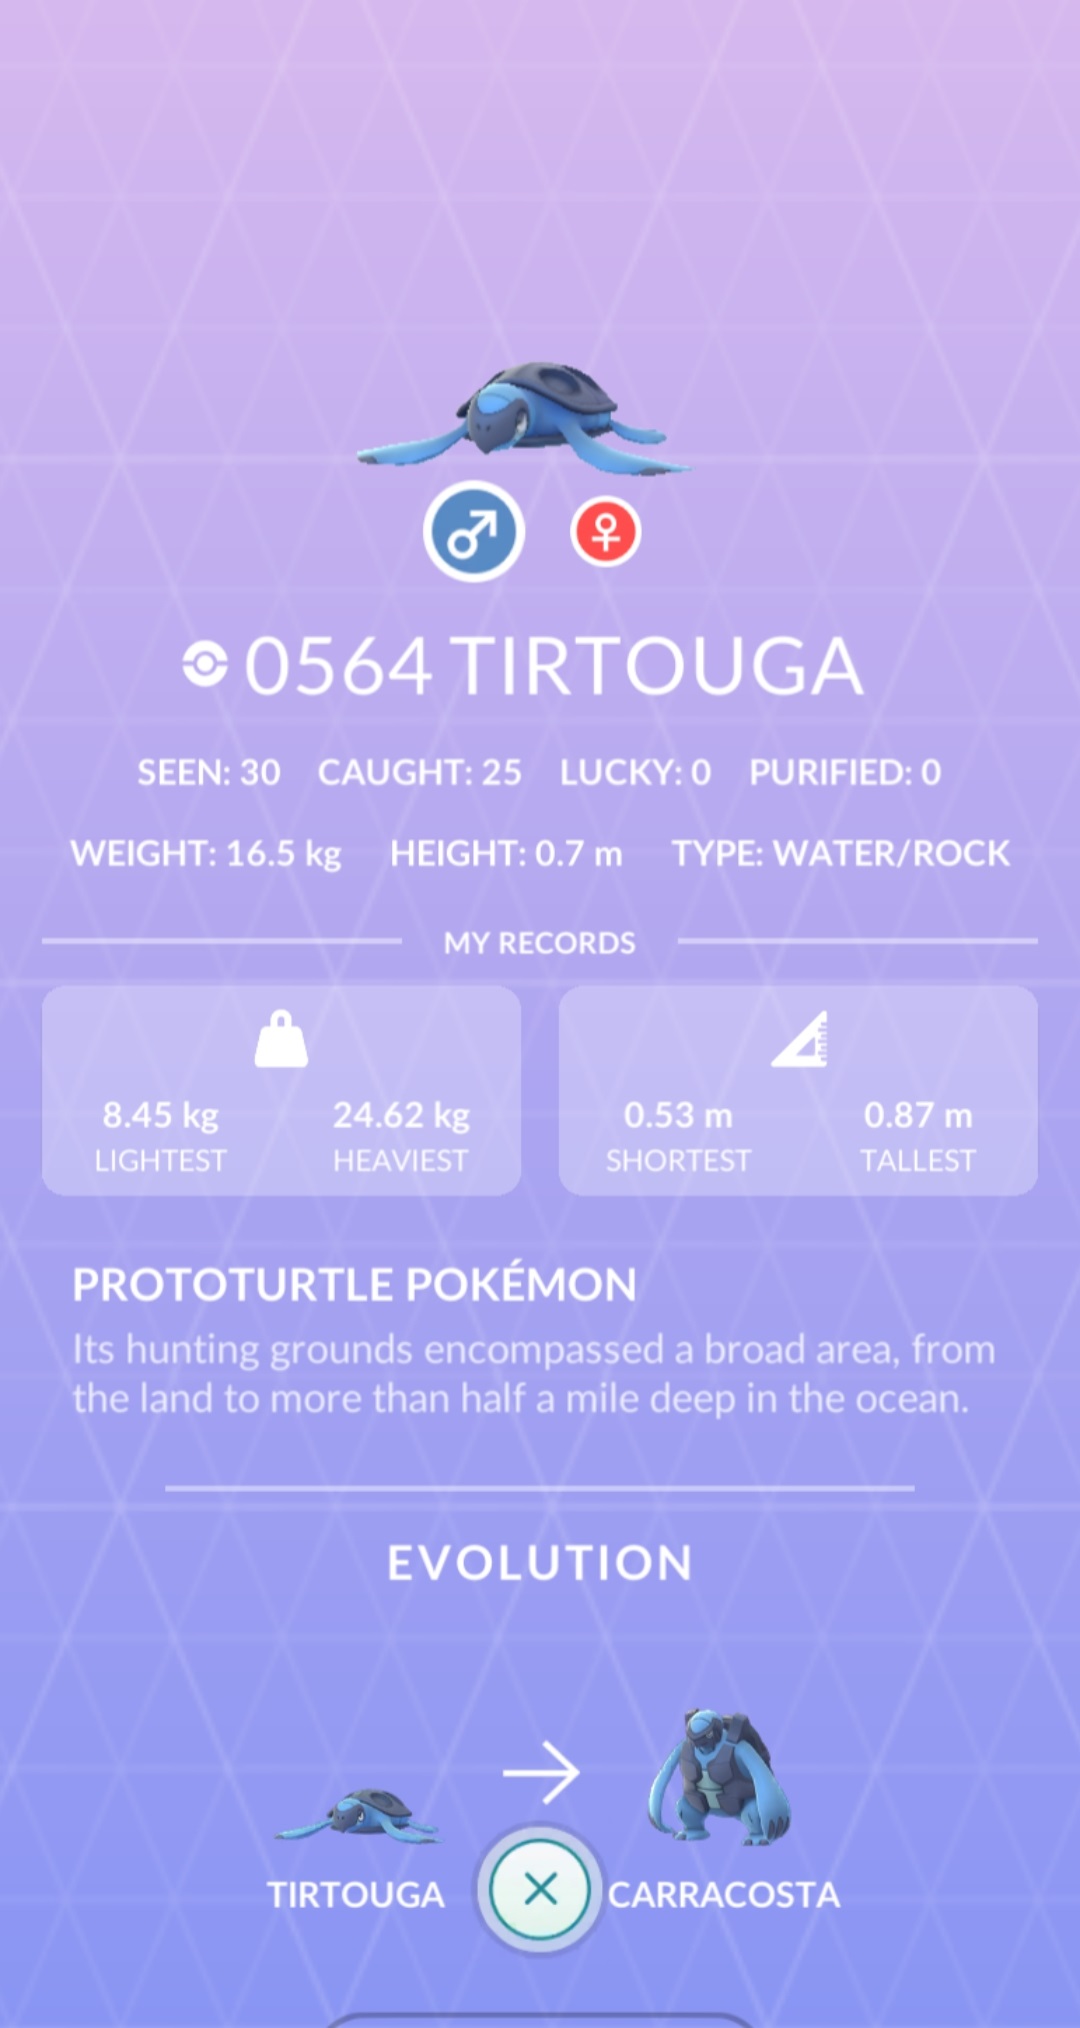 0564 TIRTOUGA
SEEN: 30 CAUGHT: 25 LUCKY: 0 PURIFIED: 0
WEIGHT: 16.5 kg HEIGHT: 0.7 m TYPE: WATER/ROCK
MY RECORDS
8.45 kg 24.62 kg 0.53 m 0.87 m
LIGHTEST HEAVIEST SHORTEST TALLEST
PROTOTURTLE POKÉMON
Its hunting grounds encompassed a broad area, from
the land to more than half a mile deep in the ocean.
EVOLUTION
TIRTOUGA CARRACOSTA